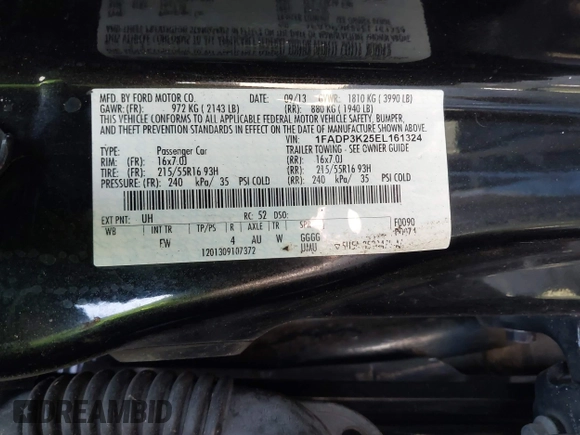 MFD. BY FORD MOTOR CO. DATE: 09/13 GVWR: 1810 KG ( 3990 LB)
GAWR: (FR): 972 KG ( 2143 LB) (RR): 880 KG ( 1940 LB)
THIS VEHICLE CONFORMS TO ALL APPLICABLE FEDERAL MOTOR VEHICLE SAFETY, BUMPER,
AND THEFT PREVENTION STANDARDS IN EFFECT ON THE DATE OF MANUFACTURE SHOWN ABOVE.
VIN: 1FADP3K25EL161324
TYPE: Passenger Car TRAILER TOWING - SEE OWNER GUIDE
RIM: (FR) 16x7.0J (RR): 16x7.0J
TIRE: (FR) 215/55R16 93H (RR): 215/55R16 93H
PRESSURE: (FR) 240 kPa/ 35 PSI COLD (RR): 240 kPa/ 35 PSI COLD
EXT PNT: UH RC: 52 DSO: F0090
WB INT TR TP/PS R AXLE TR
FW 4 AU W GGGG
1201309107372 UMU
DREAMBID